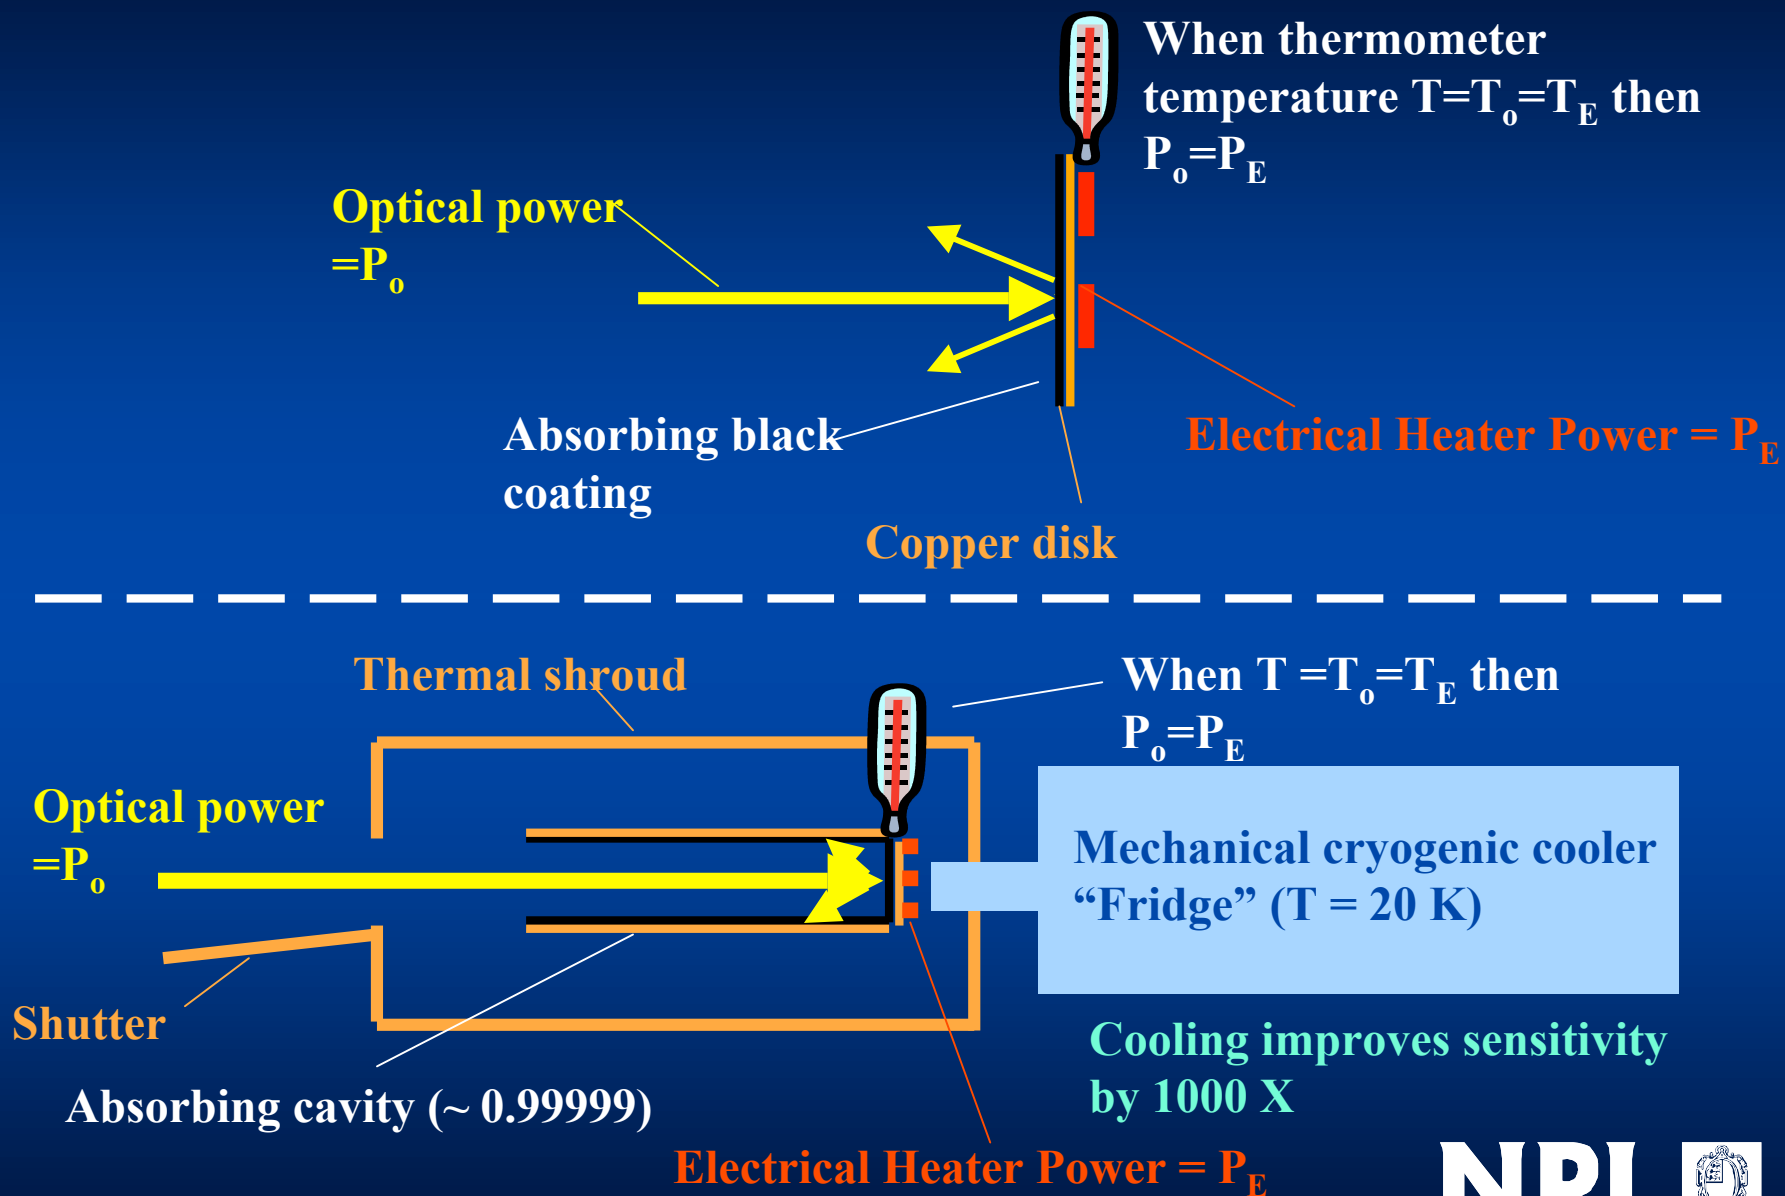 When thermometer
temperature T=To=TE then
Po=PE
Optical power
=Po
Absorbing black
coating
Electrical Heater Power = PE
Copper disk
Thermal shroud
When T =To=TE then
Po=PE
Optical power
=Po
Mechanical cryogenic cooler
“Fridge” (T = 20 K)
Shutter
Cooling improves sensitivity
by 1000 X
Absorbing cavity (~ 0.99999)
Electrical Heater Power = PE
NPL